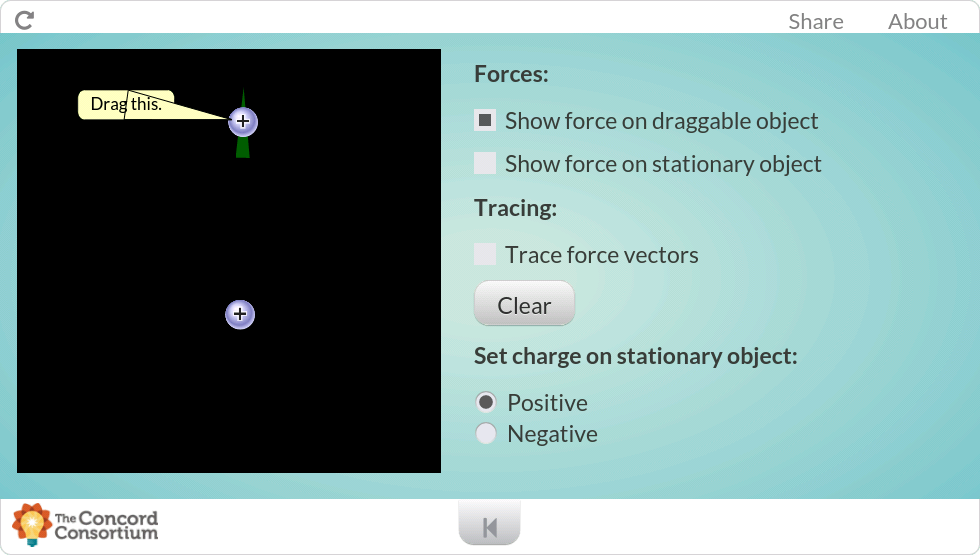 Share About
Drag this.
Forces:
Show force on draggable object
Show force on stationary object
Tracing:
Trace force vectors
Clear
Set charge on stationary object:
Positive
Negative
The Concord
Consortium